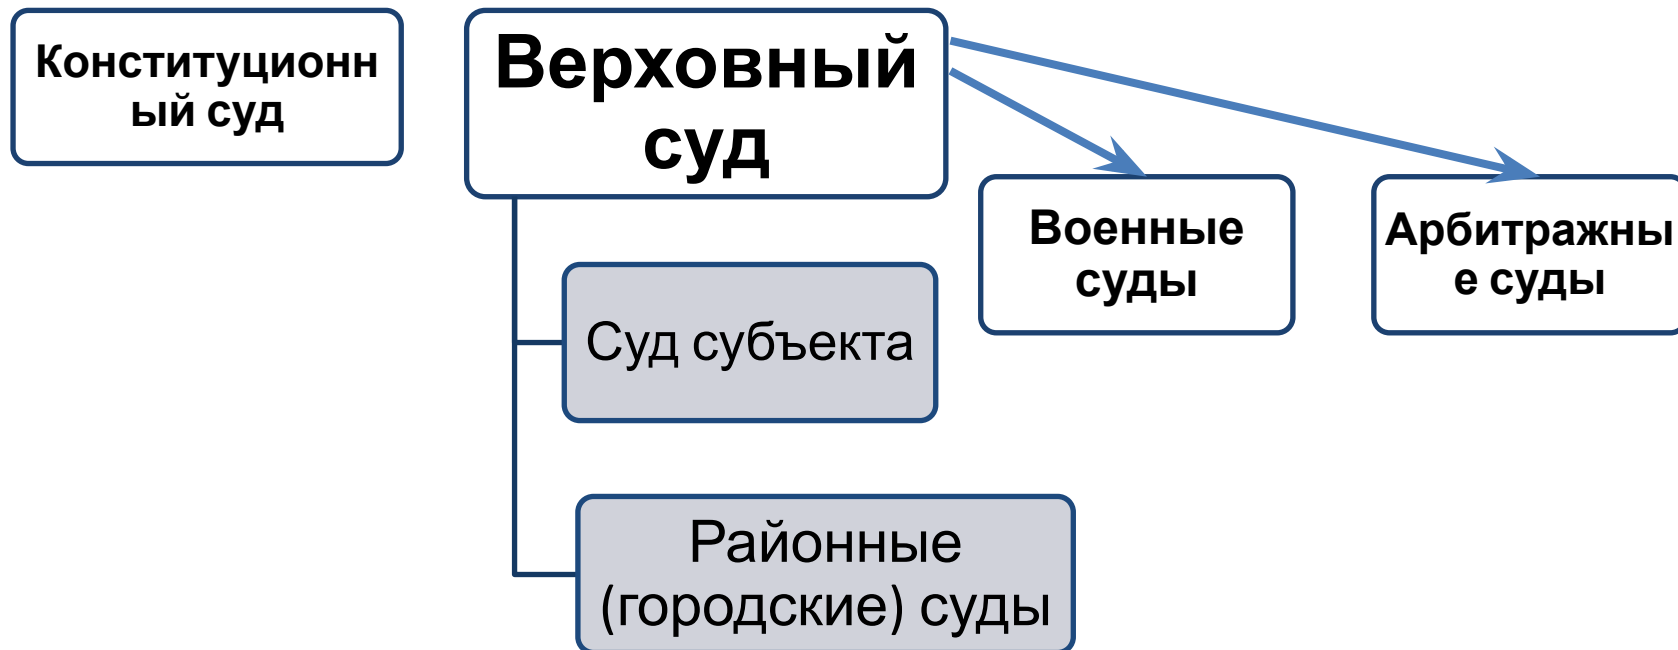 Конституционн
ый суд
Верховный
суд
Военные
суды
Арбитражны
е суды
Суд субъекта
Районные
(городские) суды